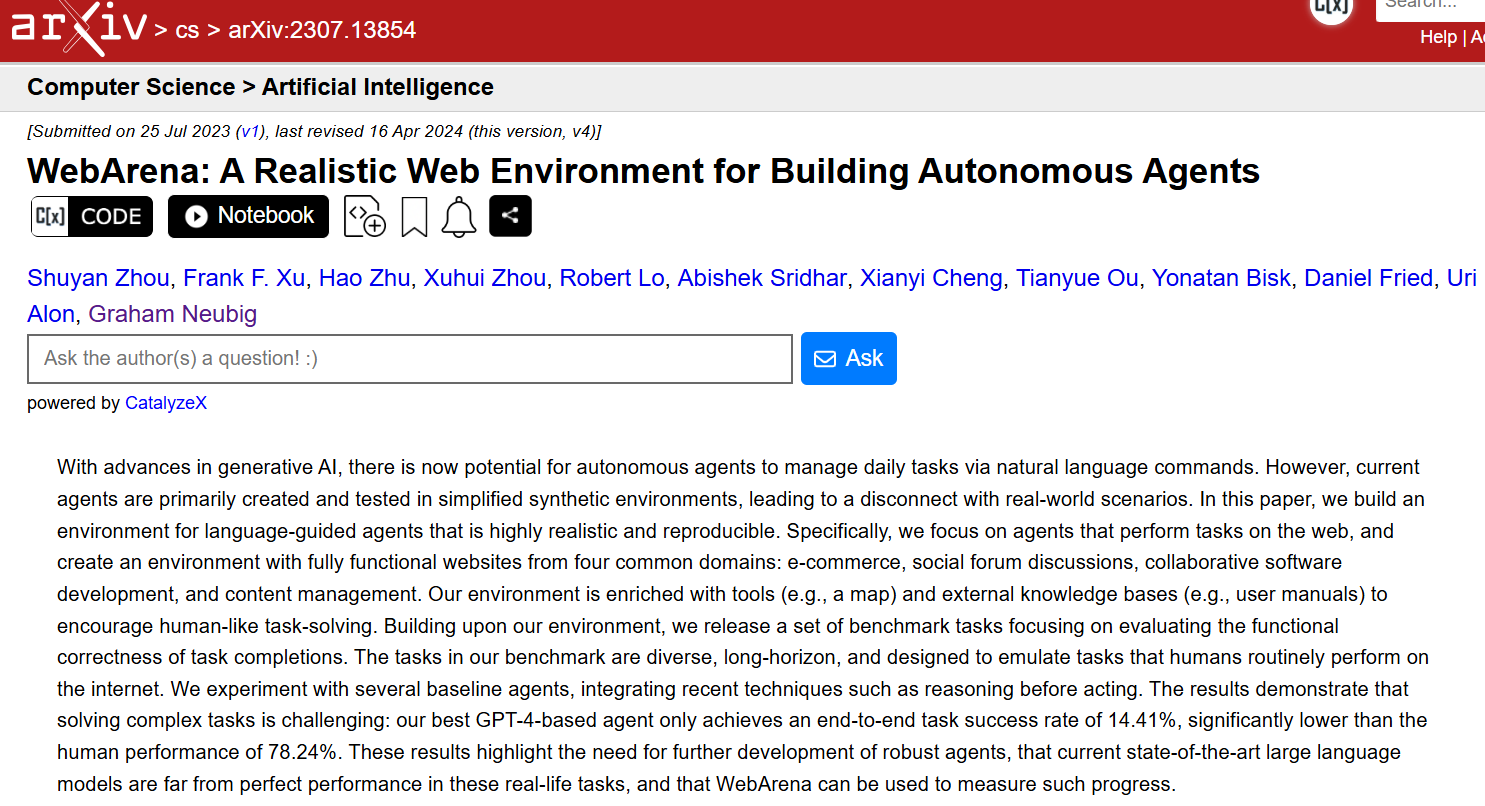 arXiv > cs > arXiv:2307.13854
C[X]
Search...
Help |
Computer Science > Artificial Intelligence
[Submitted on 25 Jul 2023 (v1), last revised 16 Apr 2024 (this version, v4)]
WebArena: A Realistic Web Environment for Building Autonomous Agents
C[x] CODE Notebook
Shuyan Zhou, Frank F. Xu, Hao Zhu, Xuhui Zhou, Robert Lo, Abishek Sridhar, Xianyi Cheng, Tianyue Ou, Yonatan Bisk, Daniel Fried, Uri
Alon, Graham Neubig
Ask the author(s) a question! :) Ask
powered by CatalyzeX
With advances in generative AI, there is now potential for autonomous agents to manage daily tasks via natural language commands. However, current
agents are primarily created and tested in simplified synthetic environments, leading to a disconnect with real-world scenarios. In this paper, we build an
environment for language-guided agents that is highly realistic and reproducible. Specifically, we focus on agents that perform tasks on the web, and
create an environment with fully functional websites from four common domains: e-commerce, social forum discussions, collaborative software
development, and content management. Our environment is enriched with tools (e.g., a map) and external knowledge bases (e.g., user manuals) to
encourage human-like task-solving. Building upon our environment, we release a set of benchmark tasks focusing on evaluating the functional
correctness of task completions. The tasks in our benchmark are diverse, long-horizon, and designed to emulate tasks that humans routinely perform on
the internet. We experiment with several baseline agents, integrating recent techniques such as reasoning before acting. The results demonstrate that
solving complex tasks is challenging: our best GPT-4-based agent only achieves an end-to-end task success rate of 14.41%, significantly lower than the
human performance of 78.24%. These results highlight the need for further development of robust agents, that current state-of-the-art large language
models are far from perfect performance in these real-life tasks, and that WebArena can be used to measure such progress.